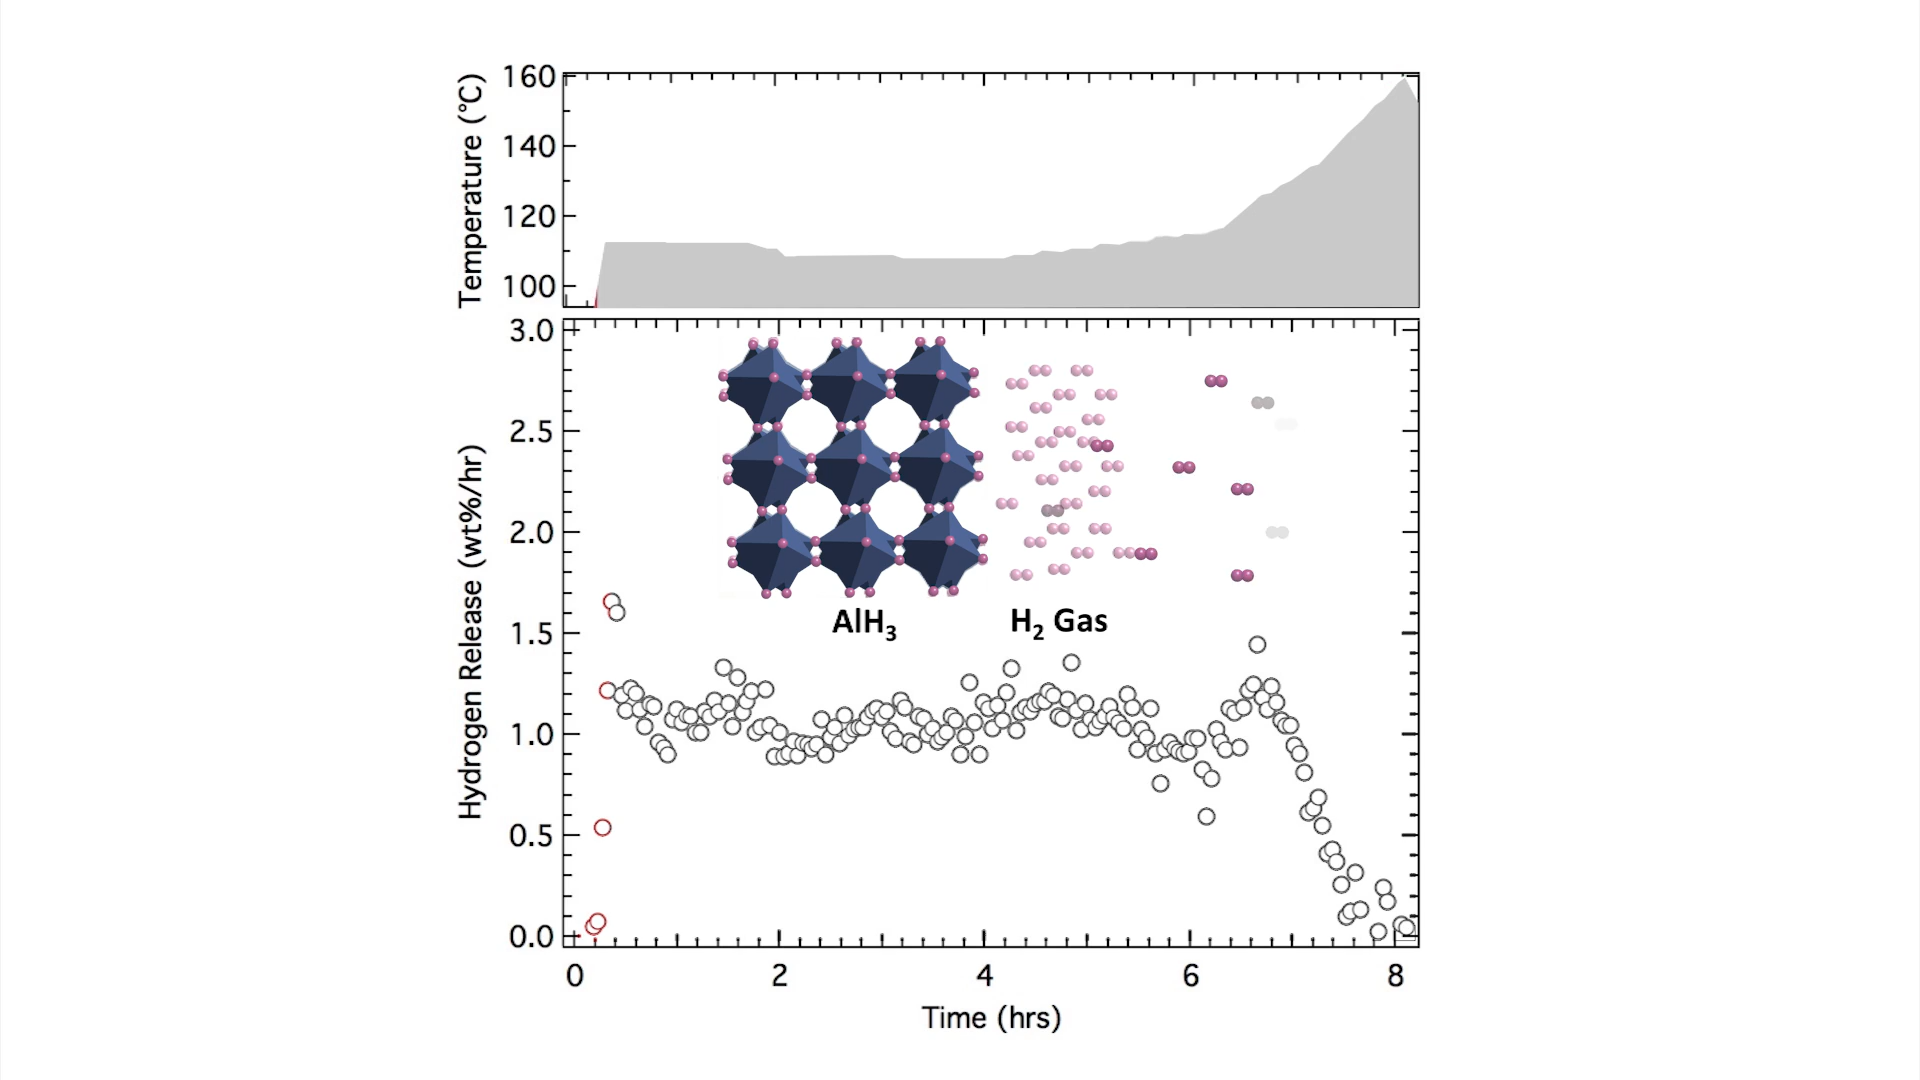 Temperature (°C)
160
140
120
100
Hydrogen Release (wt%/hr)
3.0
2.5
2.0
1.5
1.0
0.5
0.0
AlH₃
H₂ Gas
0 2 4 6 8
Time (hrs)